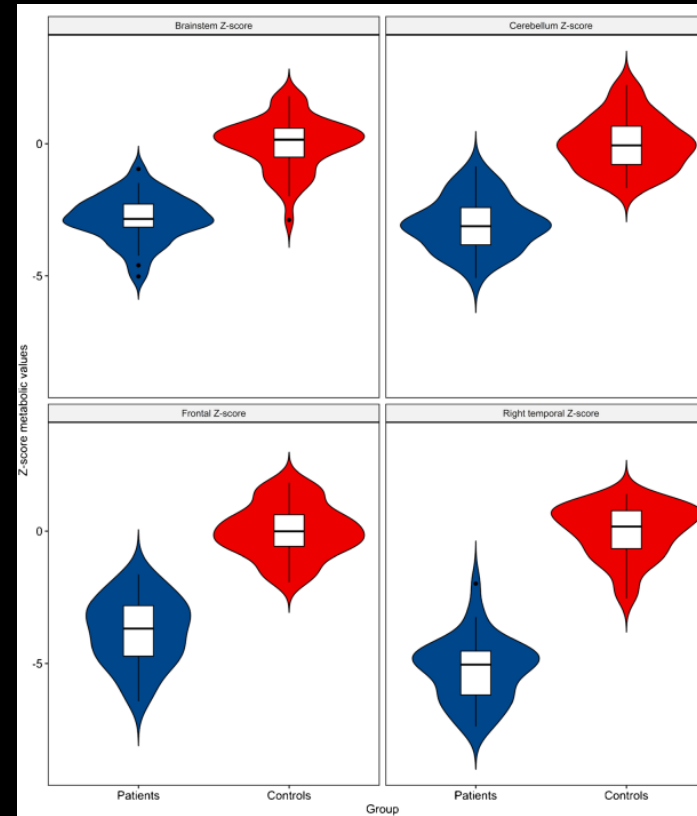 Brainstem Z-score
Cerebellum Z-score
0
-5
Z-score metabolic values
Frontal Z-score
Right temporal Z-score
0
-5
Patients
Controls
Patients
Controls
Group